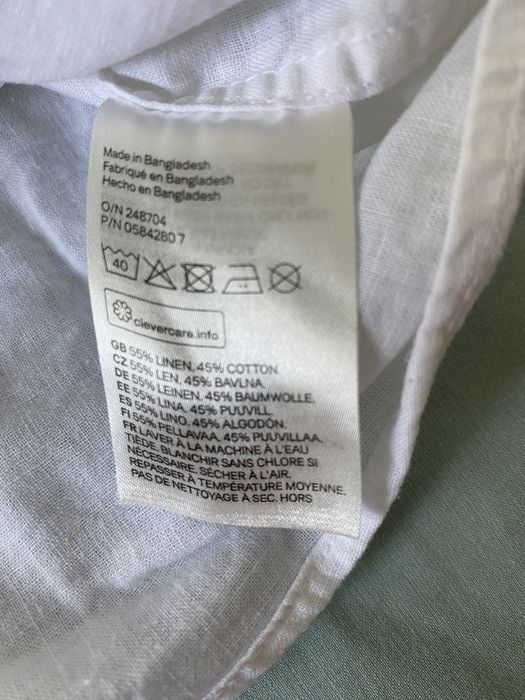 Made in Bangladesh
Fabriqué en Bangladesh
Hecho en Bangladesh
O/N 248704
P/N 0584280 7
40
clevercare.info
GB 55% LINEN. 45% COTTON.
CZ 55% LEN. 45% BAVLNA.
DE 55% LEINEN. 45% BAUMWOLLE.
EE 55% LINA. 45% PUUVILL.
ES 55% LINO. 45% ALGODÓN.
FI 55% PELLAVAA. 45% PUUVILLAA.
FR LAVER À LA MACHINE À L'EAU
TIÈDE. BLANCHIR SANS CHLORE SI
NÉCESSAIRE. SÉCHER À L'AIR.
REPASSER À TEMPÉRATURE MOYENNE.
PAS DE NETTOYAGE À SEC. HORS